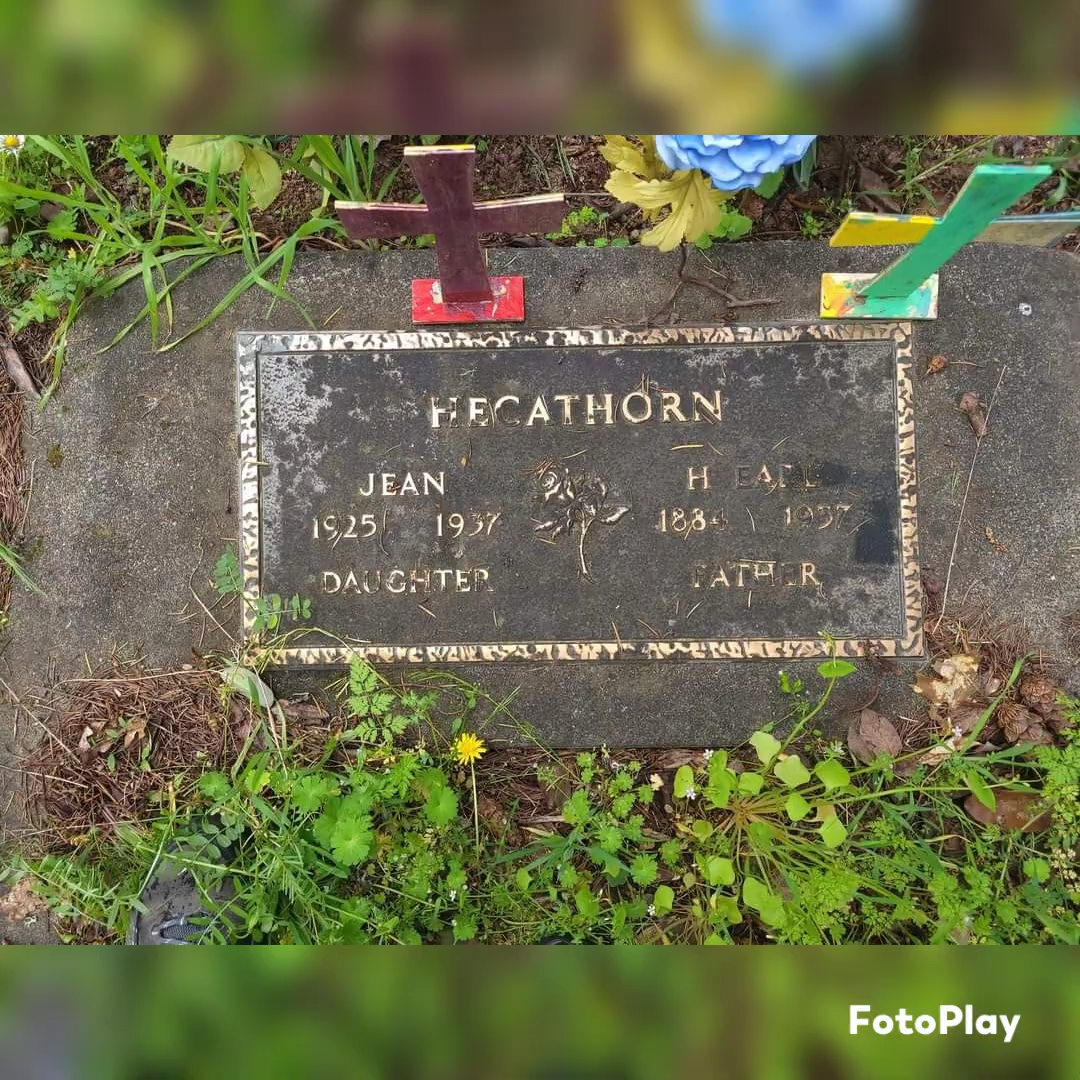 HECATHORN
JEAN
H EARL
1925 1937
1884 1937
DAUGHTER
FATHER
FotoPlay